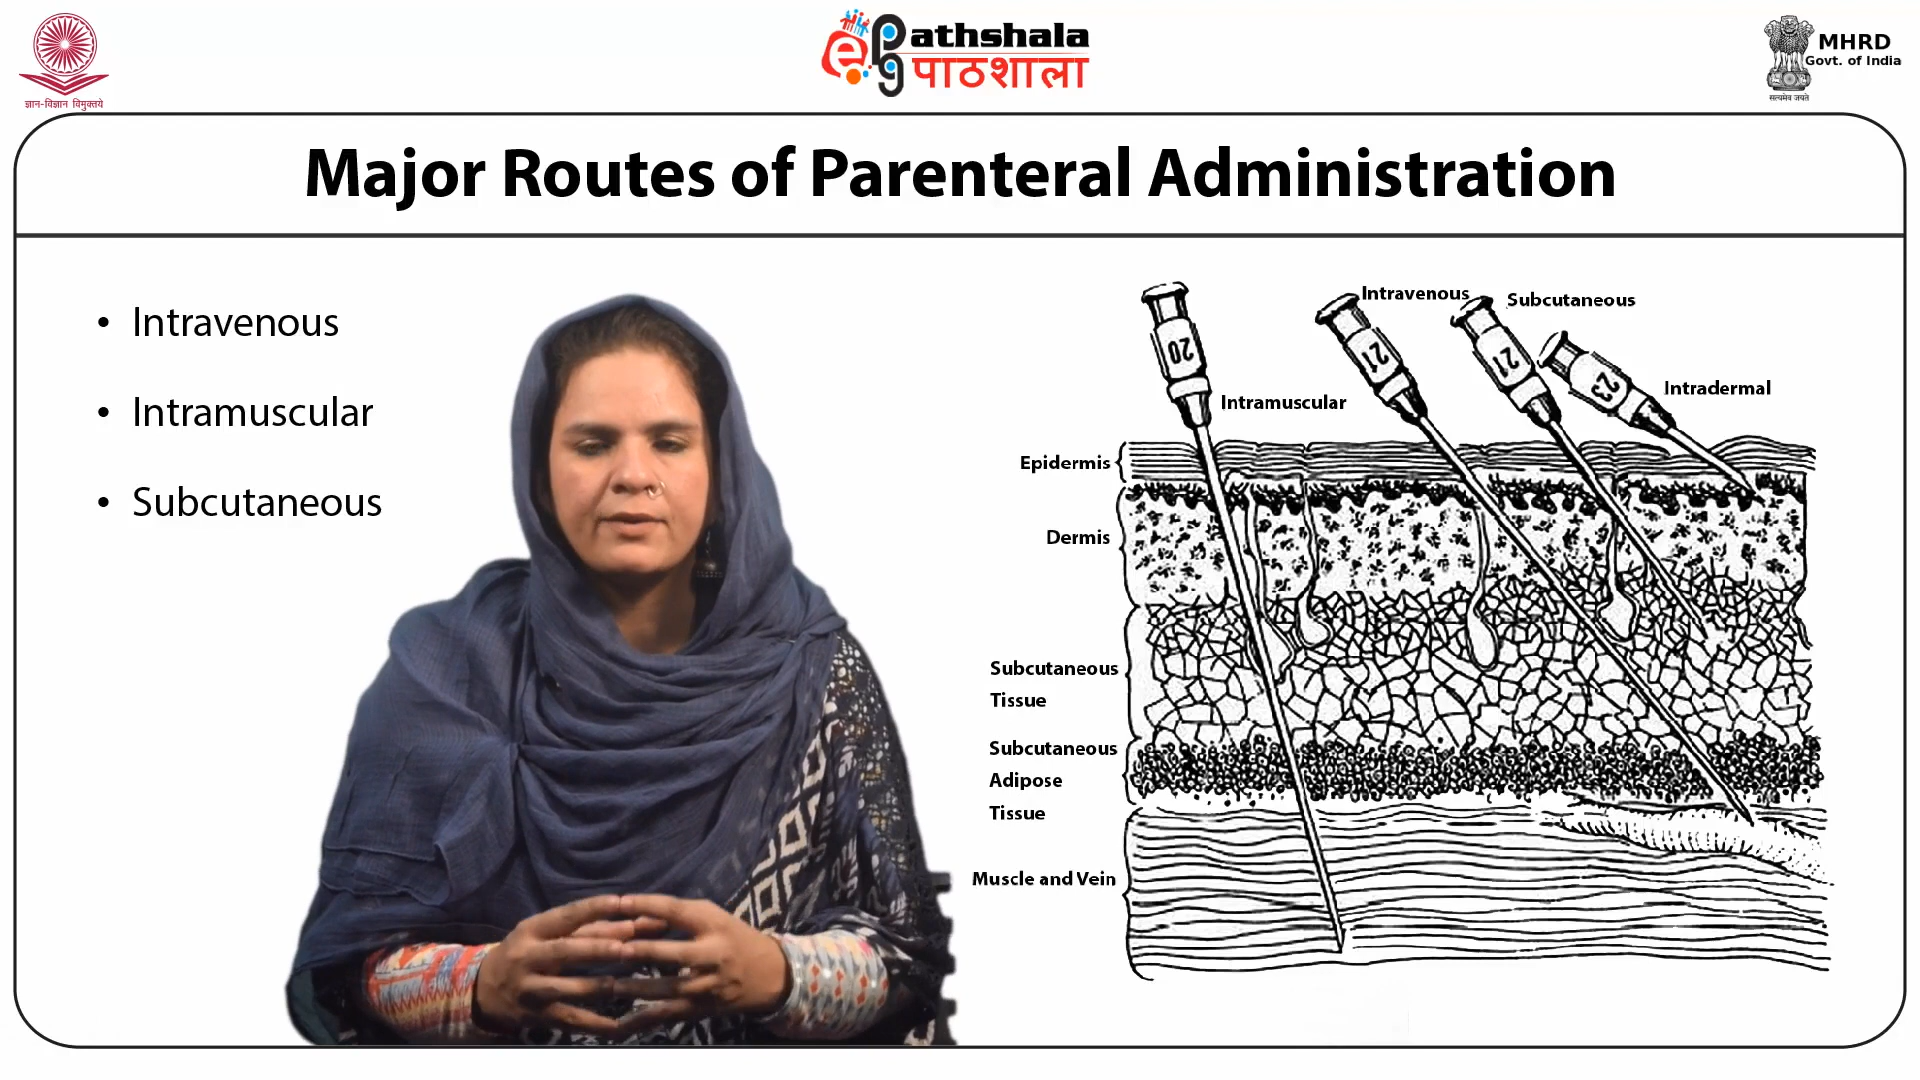 ज्ञान-विज्ञान विमुक्तये
ePathshala
पाठशाला
MHRD
Govt. of India
सत्यमेव जयते
Major Routes of Parenteral Administration
• Intravenous
• Intramuscular
• Subcutaneous
Intravenous
Subcutaneous
Intramuscular
Intradermal
20
21
21
23
Epidermis
Dermis
Subcutaneous
Tissue
Subcutaneous
Adipose
Tissue
Muscle and Vein